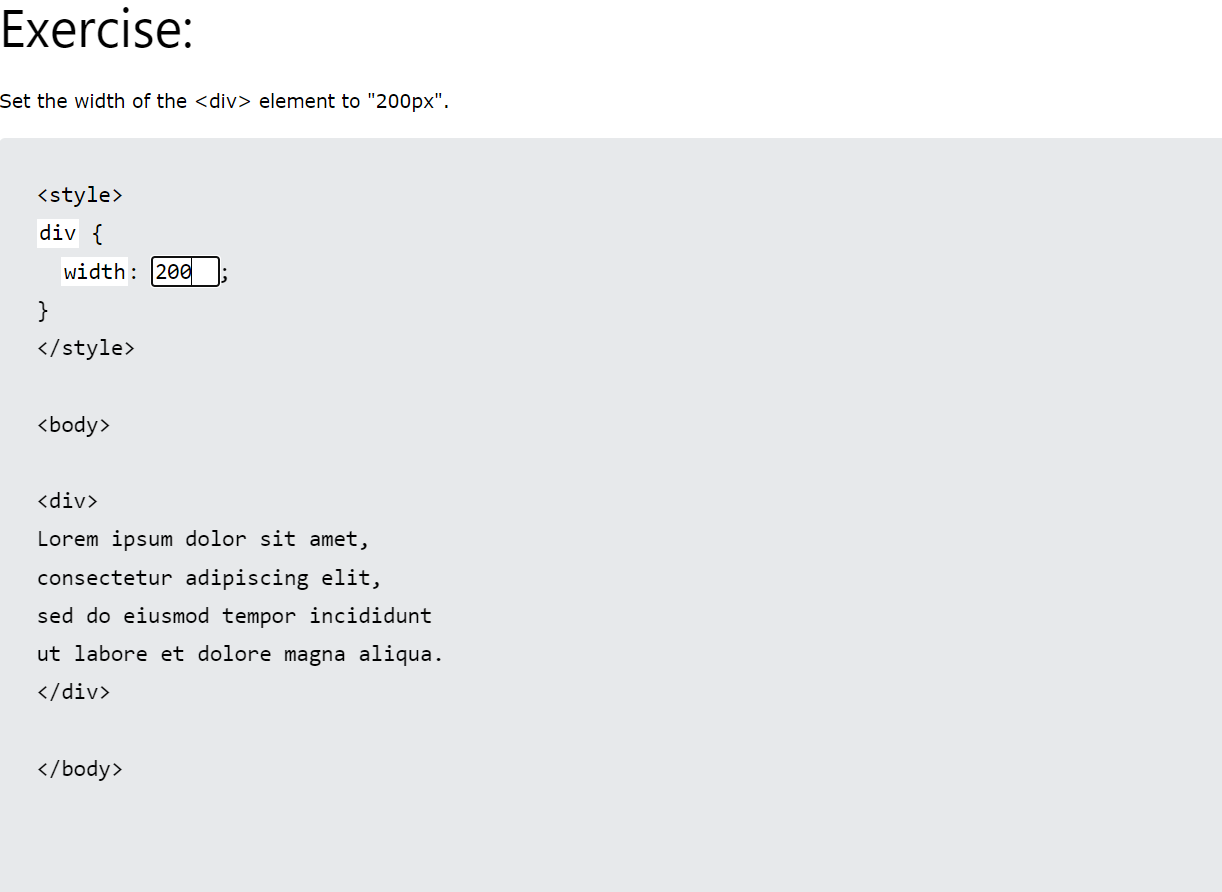 Exercise:
Set the width of the <div> element to "200px".
<style>
div {
width: 200;
}
</style>
<body>
<div>
Lorem ipsum dolor sit amet,
consectetur adipiscing elit,
sed do eiusmod tempor incididunt
ut labore et dolore magna aliqua.
</div>
</body>